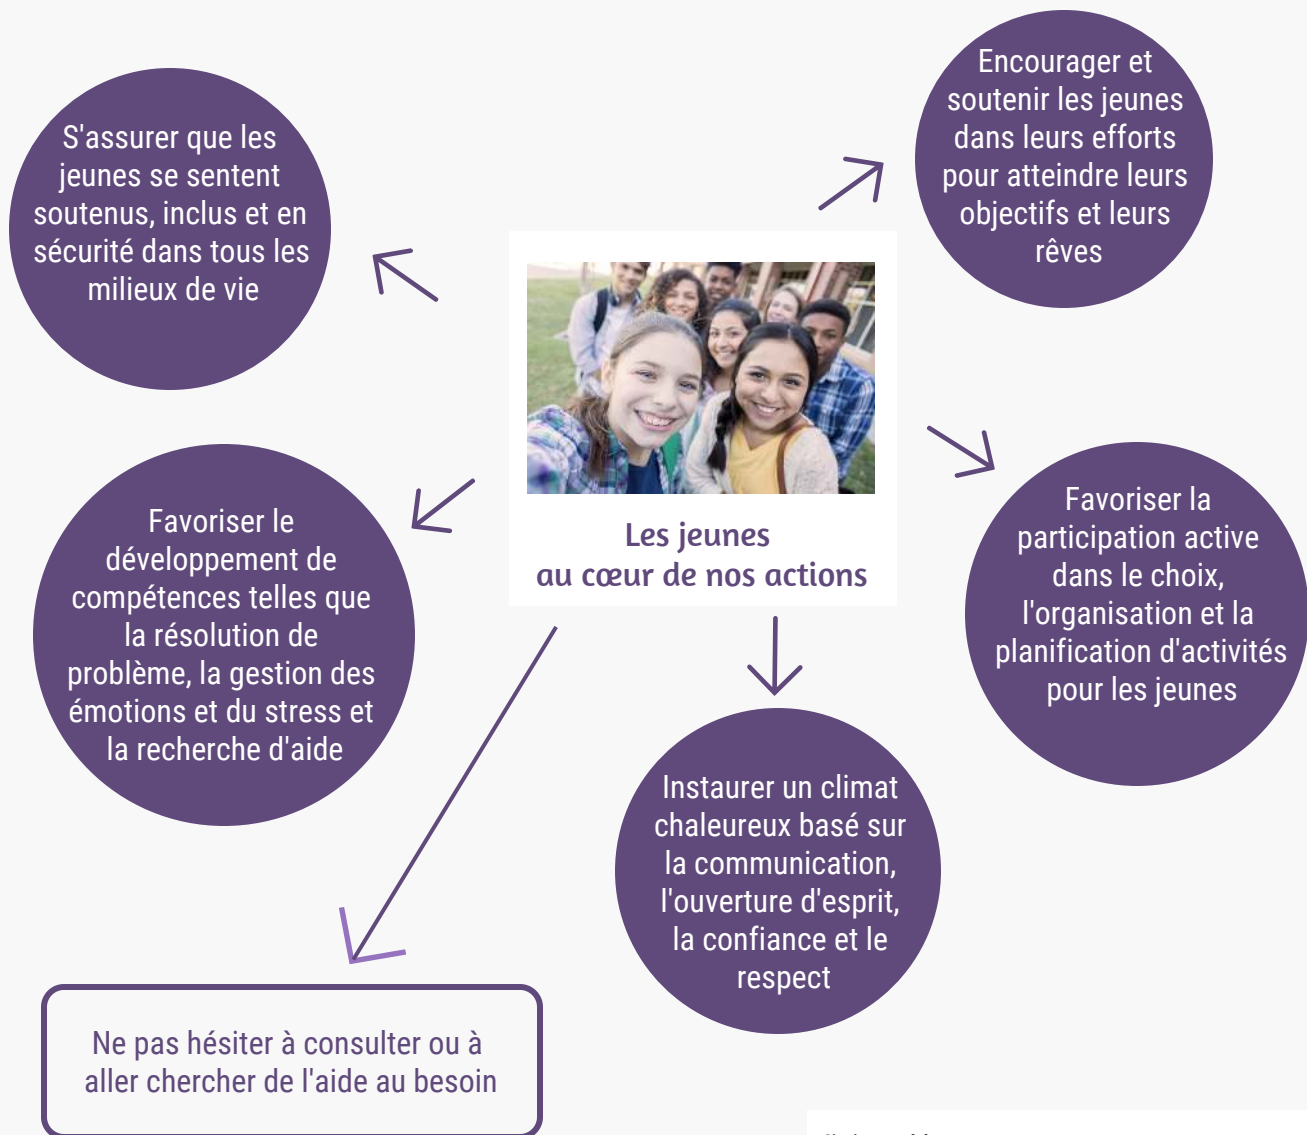 Encourager et
soutenir les jeunes
dans leurs efforts
pour atteindre leurs
objectifs et leurs
rêves
S'assurer que les
jeunes se sentent
soutenus, inclus et en
sécurité dans tous les
milieux de vie
Les jeunes
au cœur de nos actions
Favoriser la
participation active
dans le choix,
l'organisation et la
planification d'activités
pour les jeunes
Favoriser le
développement de
compétences telles que
la résolution de
problème, la gestion des
émotions et du stress et
la recherche d'aide
Instaurer un climat
chaleureux basé sur
la communication,
l'ouverture d'esprit,
la confiance et le
respect
Ne pas hésiter à consulter ou à
aller chercher de l'aide au besoin